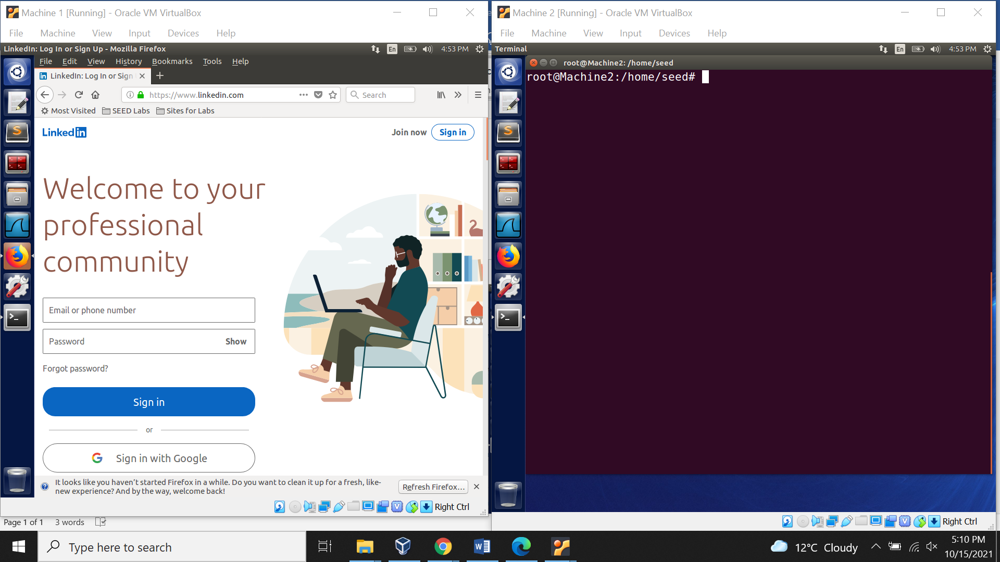 Machine 1 [Running] - Oracle VM VirtualBox
File Machine View Input Devices Help
LinkedIn: Log In or Sign Up - Mozilla Firefox En 4:53 PM
File Edit View History Bookmarks Tools Help
LinkedIn: Log In or Sign
https://www.linkedin.com Search
Most Visited SEED Labs Sites for Labs
Linked in Join now Sign in
Welcome to your
professional
community
Email or phone number
Password Show
Forgot password?
Sign in
or
Sign in with Google
It looks like you haven't started Firefox in a while. Do you want to clean it up for a fresh, like-
new experience? And by the way, welcome back!
Refresh Firefox...
Right Ctrl
Page 1 of 1 3 words
Machine 2 [Running] - Oracle VM VirtualBox
File Machine View Input Devices Help
Terminal En 4:53 PM
root@Machine2: /home/seed
root@Machine2:/home/seed#
Right Ctrl
Type here to search
12°C Cloudy
5:10 PM
10/15/2021